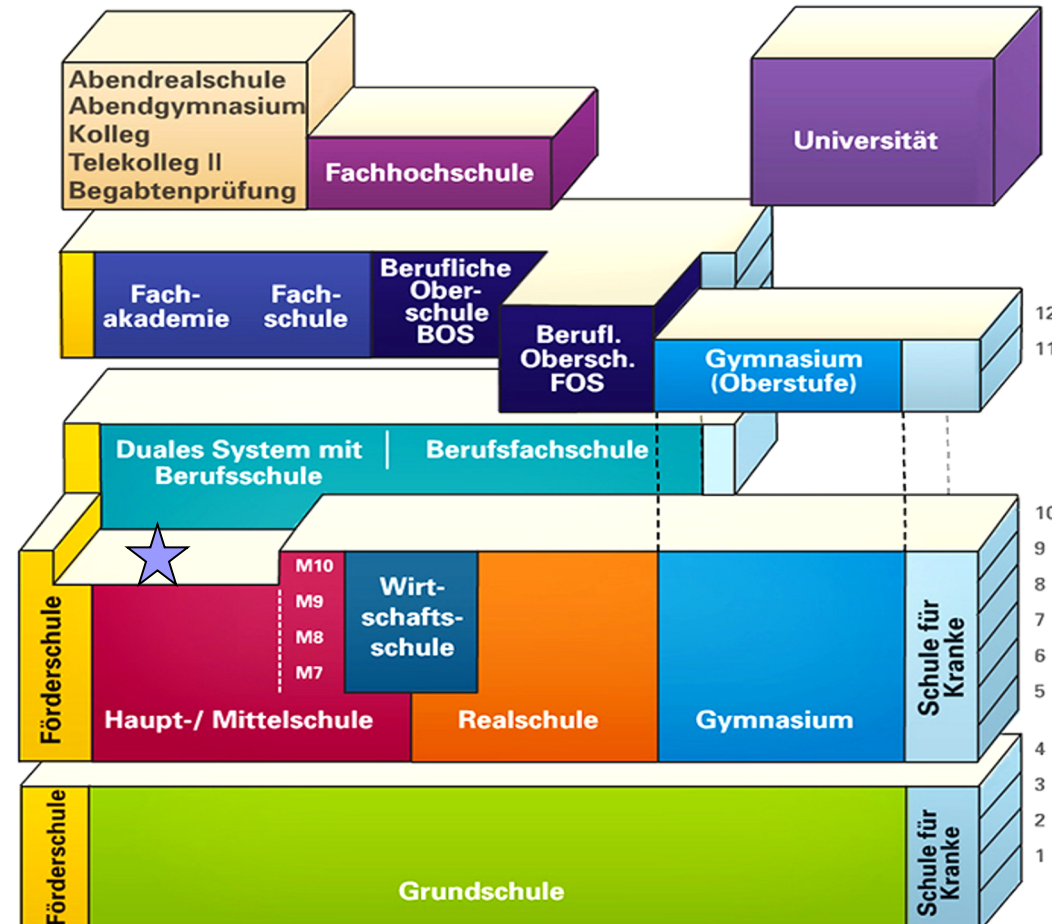 Abendrealschule
Abendgymnasium
Kolleg
Telekolleg II
Begabtenprüfung
Fachhochschule
Universität
Fach-
akademie
Fach-
schule
Berufliche
Ober-
schule
BOS
Berufl.
Obersch.
FOS
Gymnasium
(Oberstufe)
12
11
Duales System mit
Berufsschule
Berufsfachschule
Förderschule
M10
M9
M8
M7
Haupt-/ Mittelschule
Wirt-
schafts-
schule
Realschule
Gymnasium
Schule für
Kranke
10
9
8
7
6
5
4
3
2
1
Förderschule
Grundschule
Schule für
Kranke